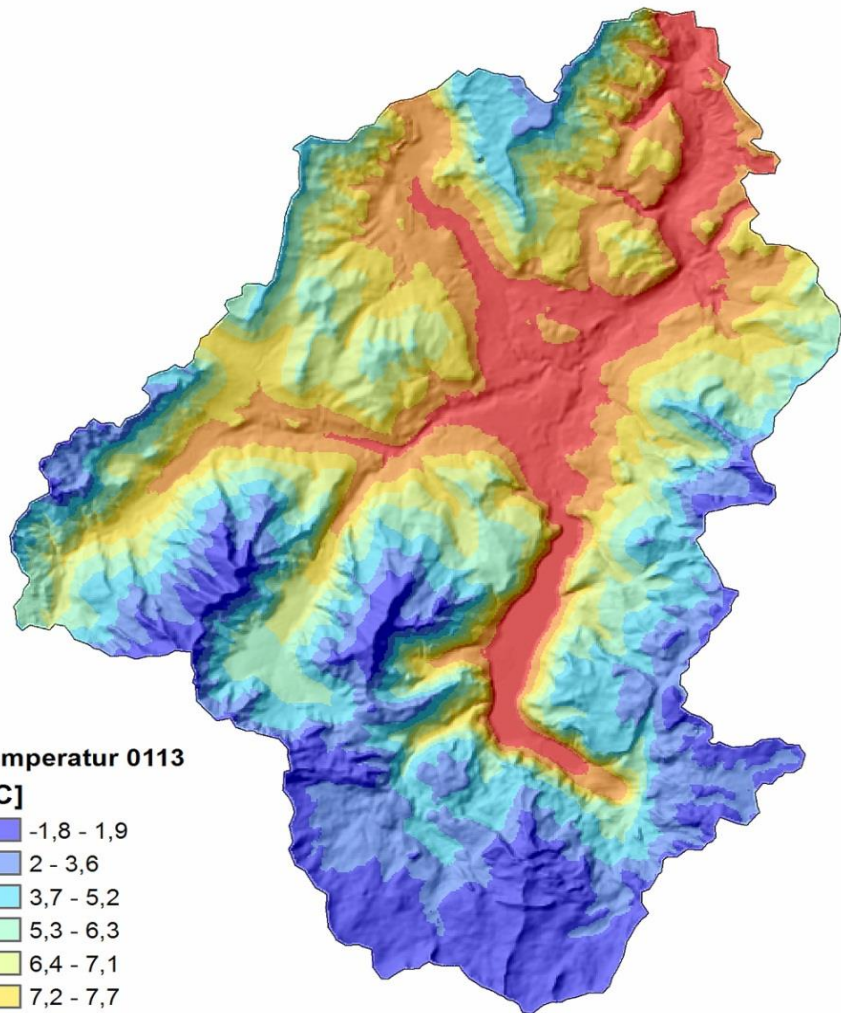 mperatur 0113
C]
-1,8 - 1,9
2 - 3,6
3,7 - 5,2
5,3 - 6,3
6,4 - 7,1
7,2 - 7,7